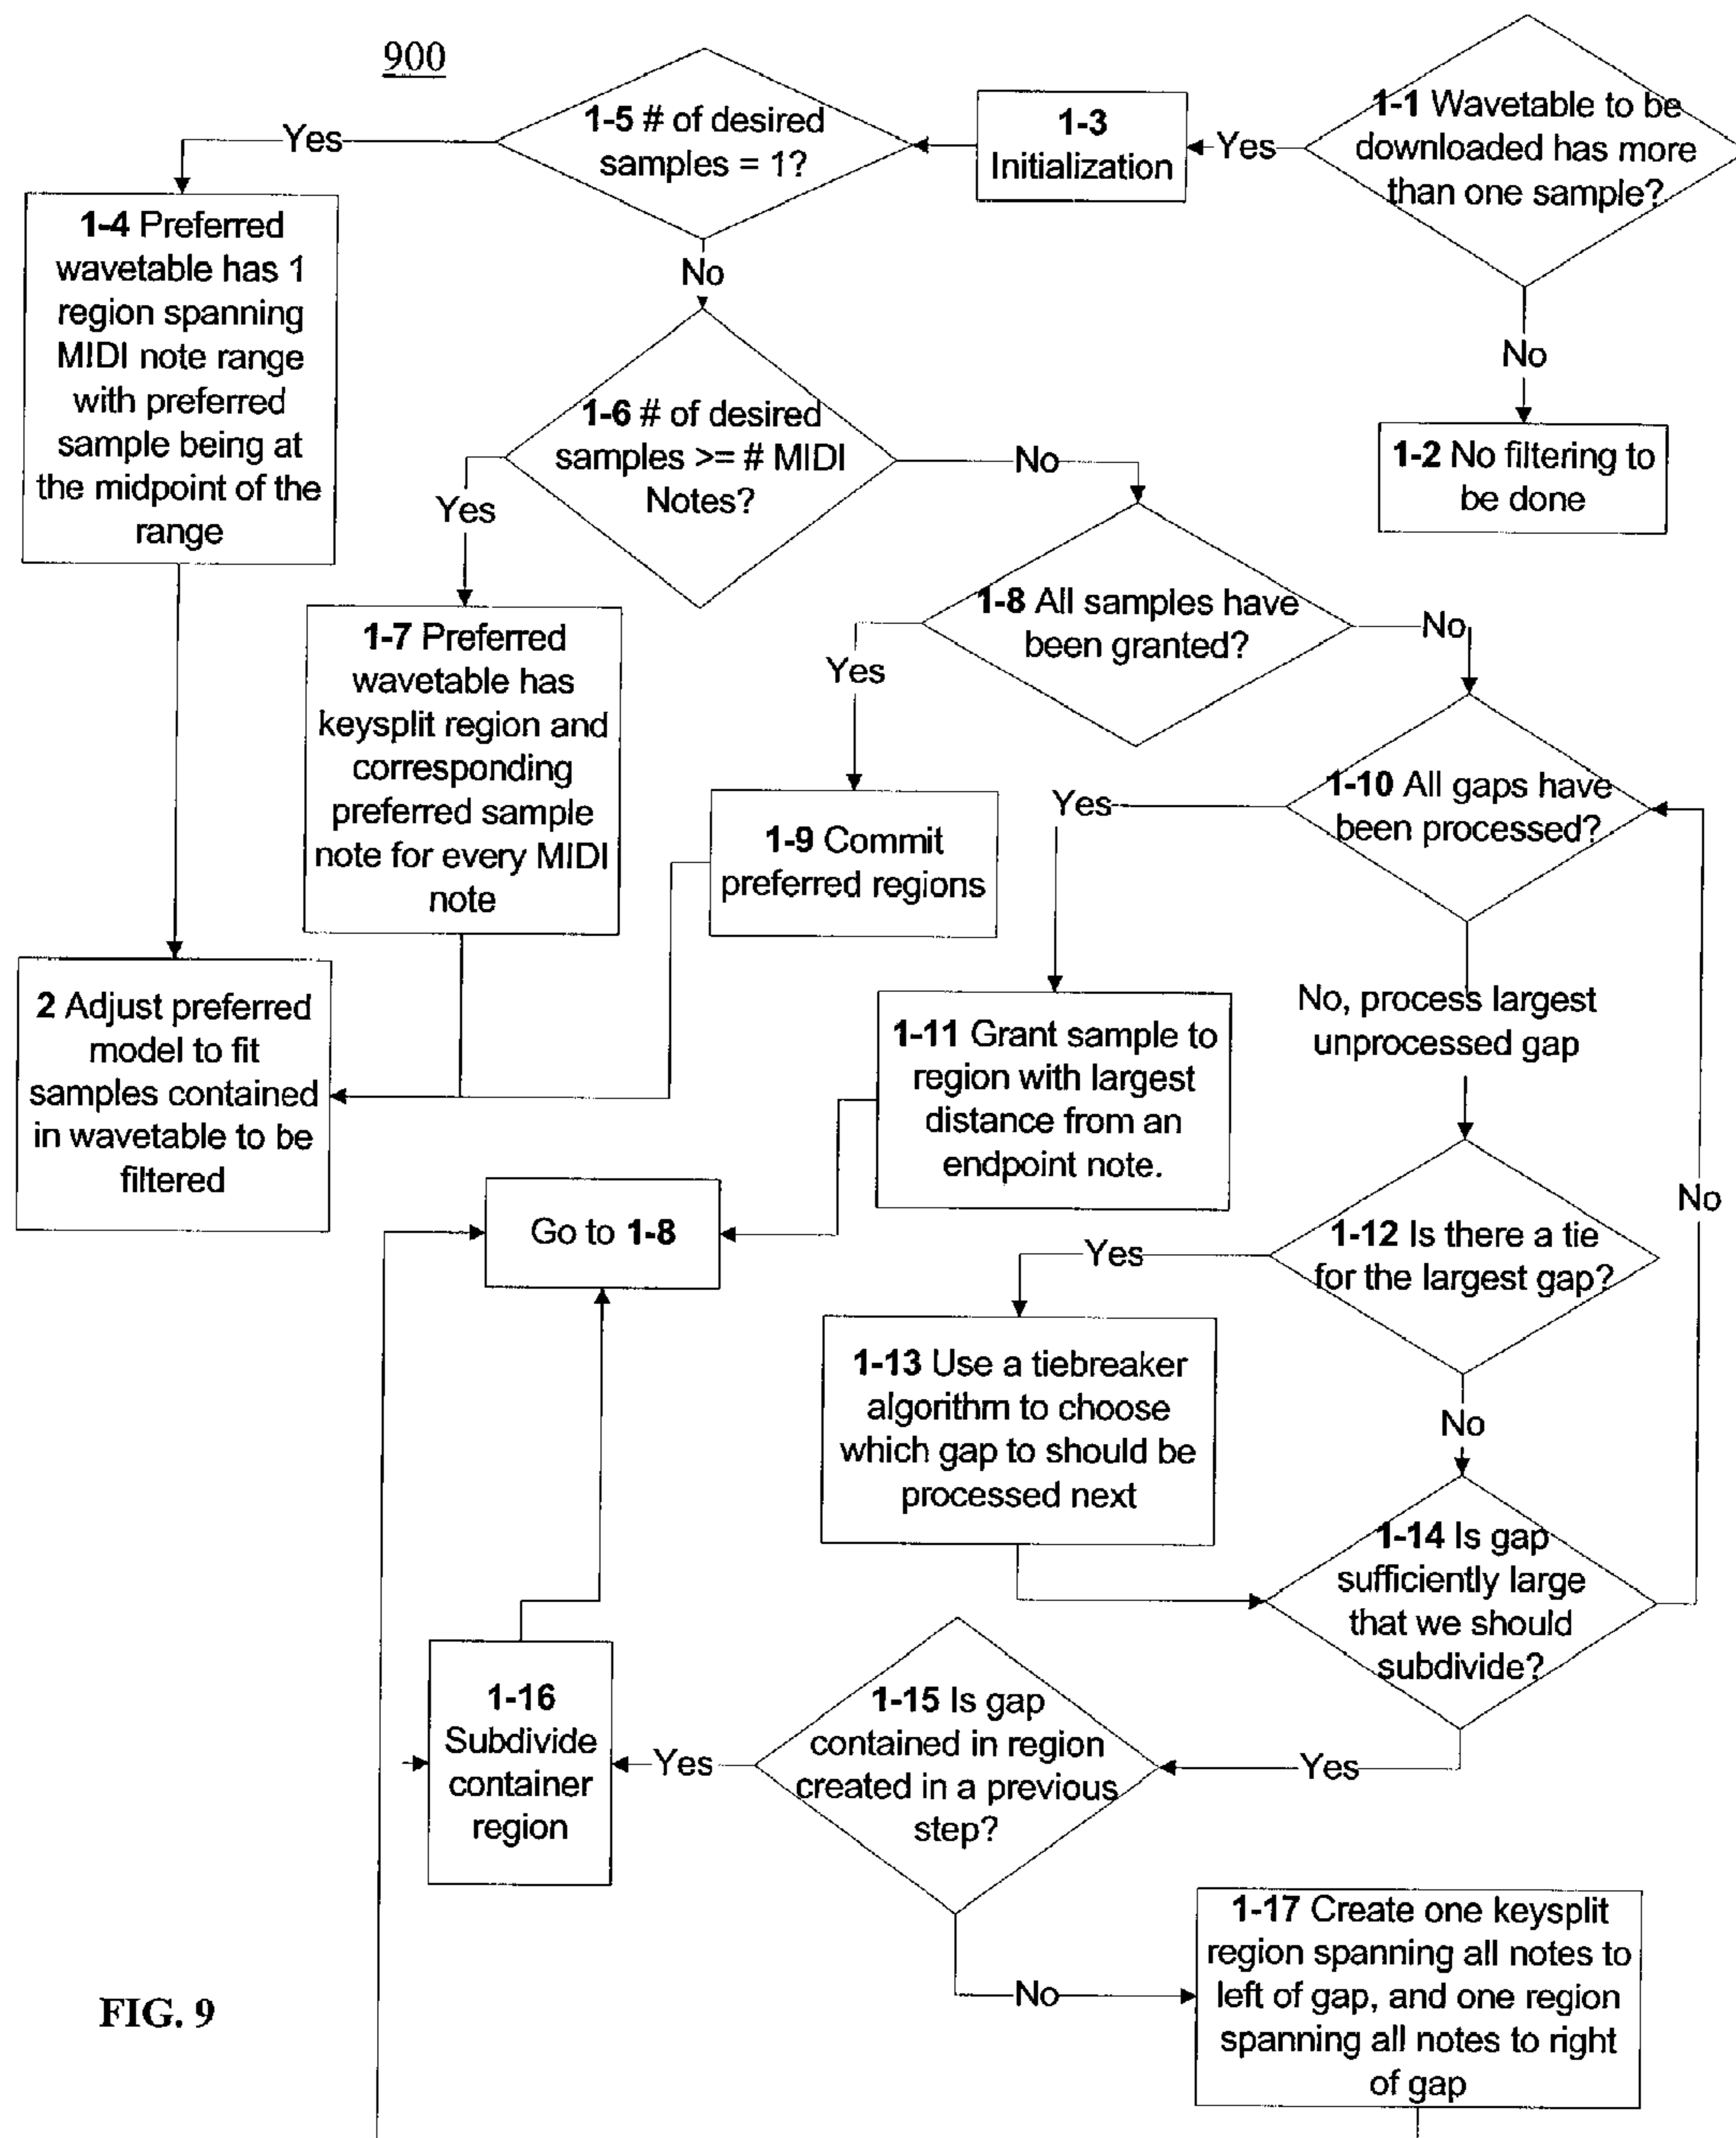 900
1-1 Wavetable to be
downloaded has more
than one sample?
Yes
No
1-2 No filtering to
be done
1-3
Initialization
1-5 # of desired
samples = 1?
Yes
No
1-4 Preferred
wavetable has 1
region spanning
MIDI note range
with preferred
sample being at
the midpoint of the
range
1-6 # of desired
samples >= # MIDI
Notes?
Yes
No
1-7 Preferred
wavetable has
keysplit region and
corresponding
preferred sample
note for every MIDI
note
1-8 All samples have
been granted?
Yes
No
1-9 Commit
preferred regions
2 Adjust preferred
model to fit
samples contained
in wavetable to be
filtered
1-10 All gaps have
been processed?
Yes
No, process largest
unprocessed gap
1-11 Grant sample to
region with largest
distance from an
endpoint note.
Go to 1-8
1-12 Is there a tie
for the largest gap?
Yes
No
1-13 Use a tiebreaker
algorithm to choose
which gap to should be
processed next
1-14 Is gap
sufficiently large
that we should
subdivide?
No
Yes
1-15 Is gap
contained in region
created in a previous
step?
Yes
No
1-16
Subdivide
container
region
1-17 Create one keysplit
region spanning all notes to
left of gap, and one region
spanning all notes to right
of gap
FIG. 9